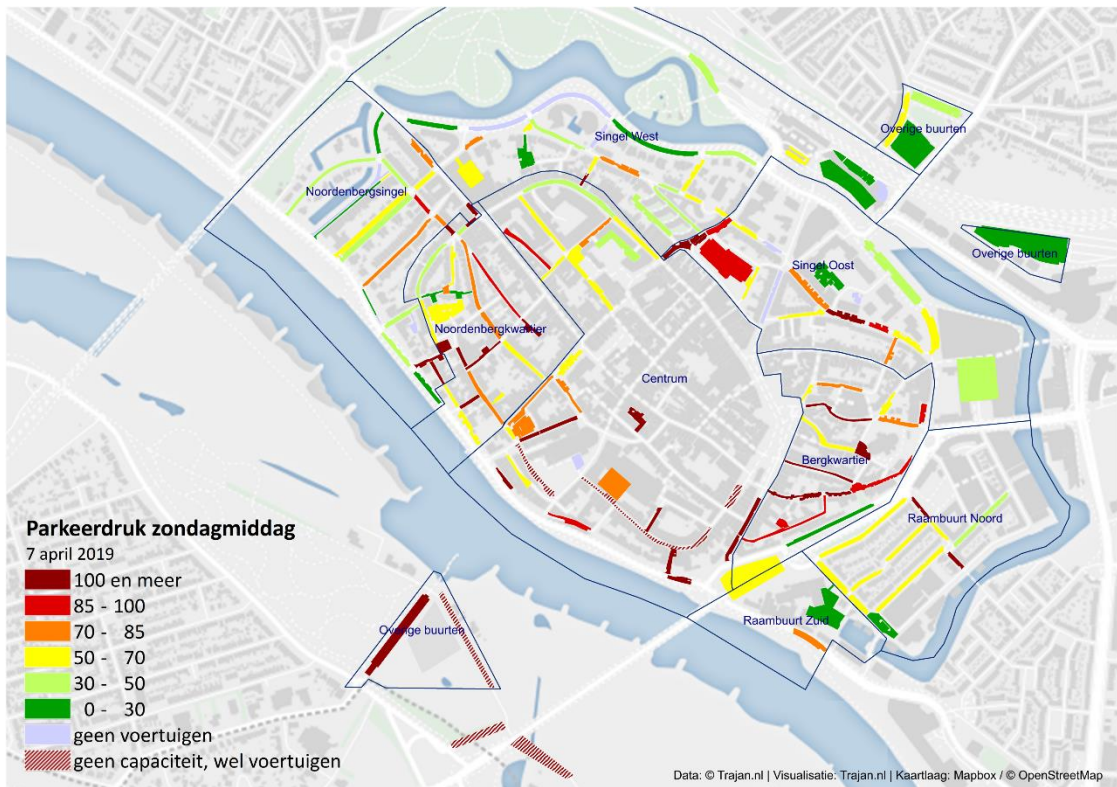 Overige buurten
Singel West
Noordenbergsingel
Overige buurten
Singel Oost
Noordenbergkwartier
Centrum
Bergkwartier
Raambuurt Noord
Raambuurt Zuid
Overige buurten
Parkeerdruk zondagmiddag
7 april 2019
100 en meer
85 - 100
70 - 85
50 - 70
30 - 50
0 - 30
geen voertuigen
geen capaciteit, wel voertuigen
Data: © Trajan.nl | Visualisatie: Trajan.nl | Kaartlaag: Mapbox / © OpenStreetMap